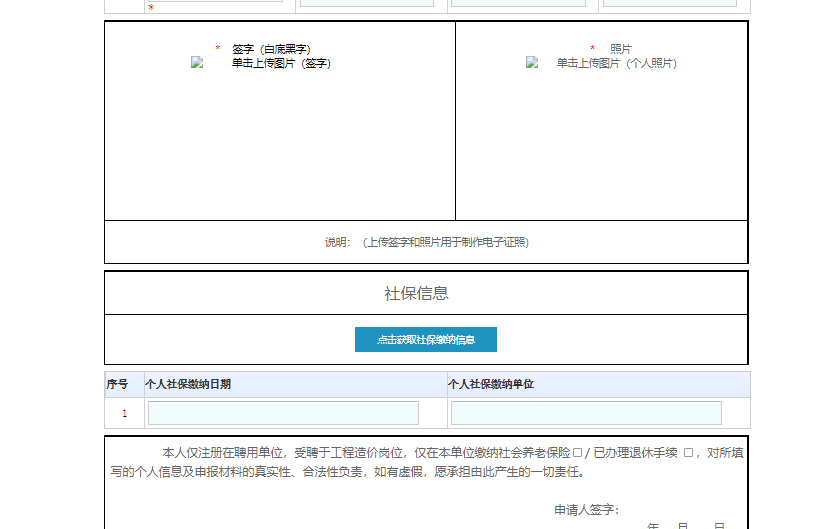 *
* 签字（白底黑字）
单击上传图片（签字）
* 照片
单击上传图片（个人照片）
说明：（上传签字和照片用于制作电子证照）
社保信息
点击获取社保缴纳信息
序号 个人社保缴纳日期 个人社保缴纳单位
1
本人仅注册在聘用单位，受聘于工程造价岗位，仅在本单位缴纳社会养老保险□/已办理退休手续 □，对所填
写的个人信息及申报材料的真实性、合法性负责，如有虚假，愿承担由此产生的一切责任。
申请人签字：
年 月 日